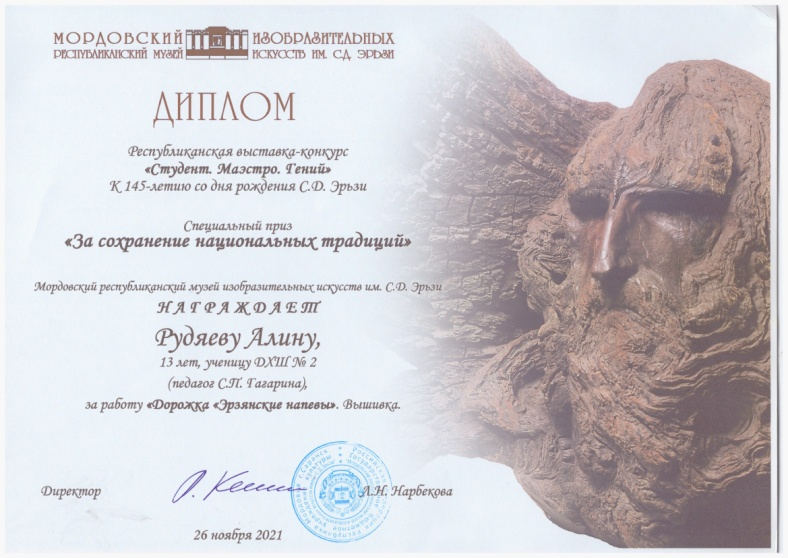 МОРДОВСКИЙ ИЗОБРАЗИТЕЛЬНЫХ
РЕСПУБЛИКАНСКИЙ МУЗЕЙ ИСКУССТВ ИМ. С.Д. ЭРЬЗИ
ДИПЛОМ
Республиканская выставка-конкурс
«Студент. Маэстро. Гений»
К 145-летию со дня рождения С.Д. Эрьзи
Специальный приз
«За сохранение национальных традиций»
Мордовский республиканский музей изобразительных искусств им. С.Д. Эрьзи
НАГРАЖДАЕТ
Рудяеву Алину,
13 лет, ученицу ДХШ № 2
(педагог С.П. Гагарина),
за работу «Дорожка «Эрзянские напевы». Вышивка.
Директор Л.Н. Нарбекова
26 ноября 2021